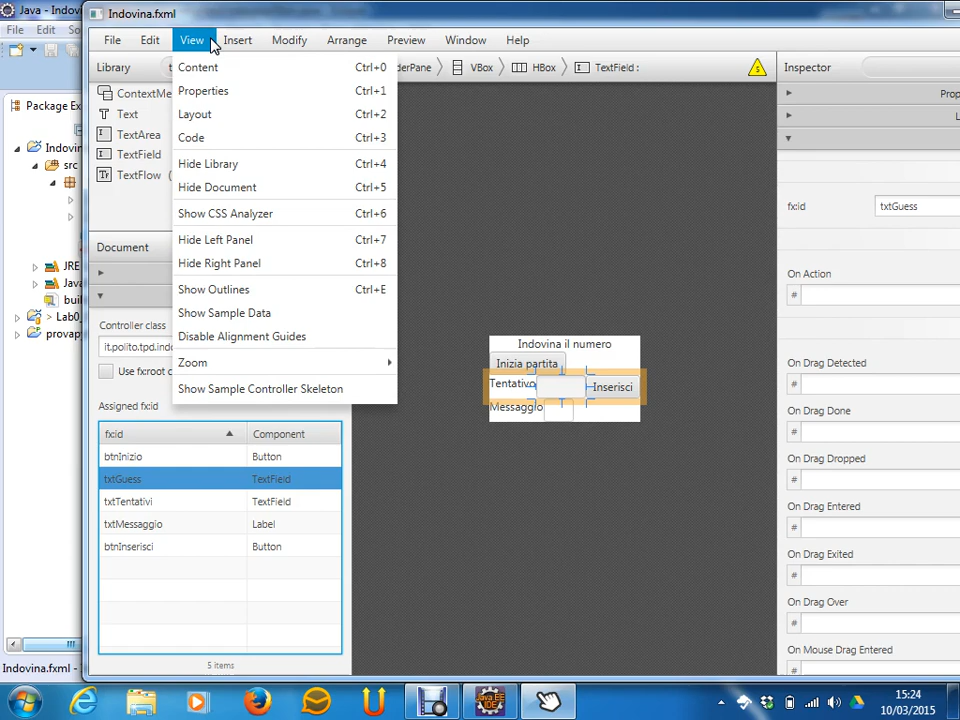 Java - Indovina
File Edit So
Package Ex
Indovin
src
JRE
Java
buil
> Lab0_
provap
Indovina.fxml -
Indovina.fxml
File Edit View Insert Modify Arrange Preview Window Help
Library
derPane VBox HBox TextField :
Inspector
ContextMe
Text
TextArea
TextField
TextFlow (
Content Ctrl+0
Properties Ctrl+1
Layout Ctrl+2
Code Ctrl+3
Hide Library Ctrl+4
Hide Document Ctrl+5
Show CSS Analyzer Ctrl+6
Hide Left Panel Ctrl+7
Hide Right Panel Ctrl+8
Show Outlines Ctrl+E
Show Sample Data
Disable Alignment Guides
Zoom
Show Sample Controller Skeleton
Document
Controller class
it.polito.tpd.indo
Use fx:root c
Assigned fx:id
fx:id Component
btnInizio Button
txtGuess TextField
txtTentativi TextField
txtMessaggio Label
btnInserisci Button
5 items
Indovina il numero
Inizia partita
Tentativo Inserisci
Messaggio
Prop
L
fx:id txtGuess
On Action
#
On Drag Detected
#
On Drag Done
#
On Drag Dropped
#
On Drag Entered
#
On Drag Exited
#
On Drag Over
#
On Mouse Drag Entered
#
Java EE
IDE
15:24
10/03/2015